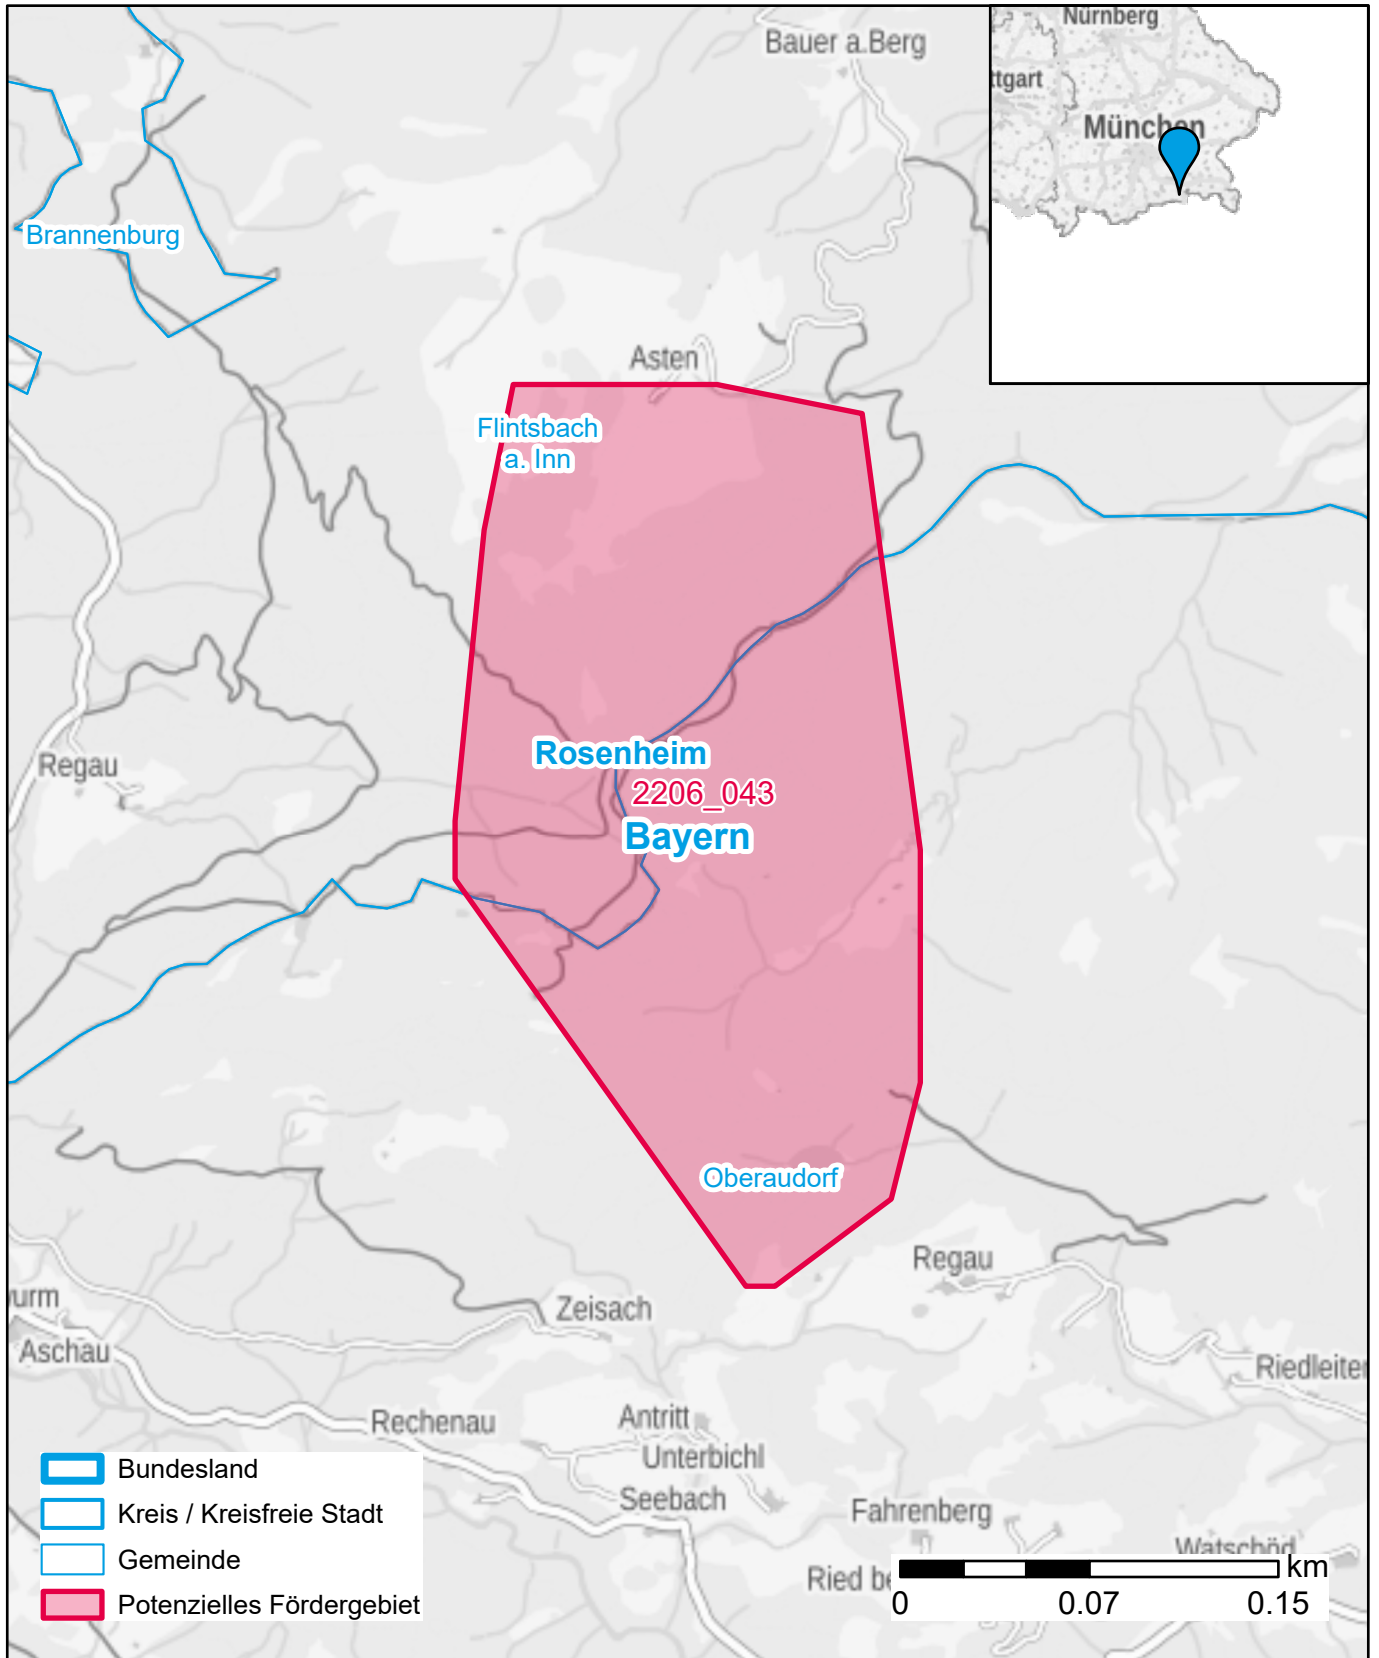 Bauer a.Berg
Nürnberg
ttgart
München
Brannenburg
Asten
Flintsbach
a. Inn
Rosenheim
2206_043
Bayern
Regau
Oberaudorf
Regau
Zeisach
urm
Aschau
Riedleiten
Rechenau
Antritt
Unterbichl
Seebach
Fahrenberg
Watschöd
Ried be
Bundesland
Kreis / Kreisfreie Stadt
Gemeinde
Potenzielles Fördergebiet
km
0 0.07 0.15